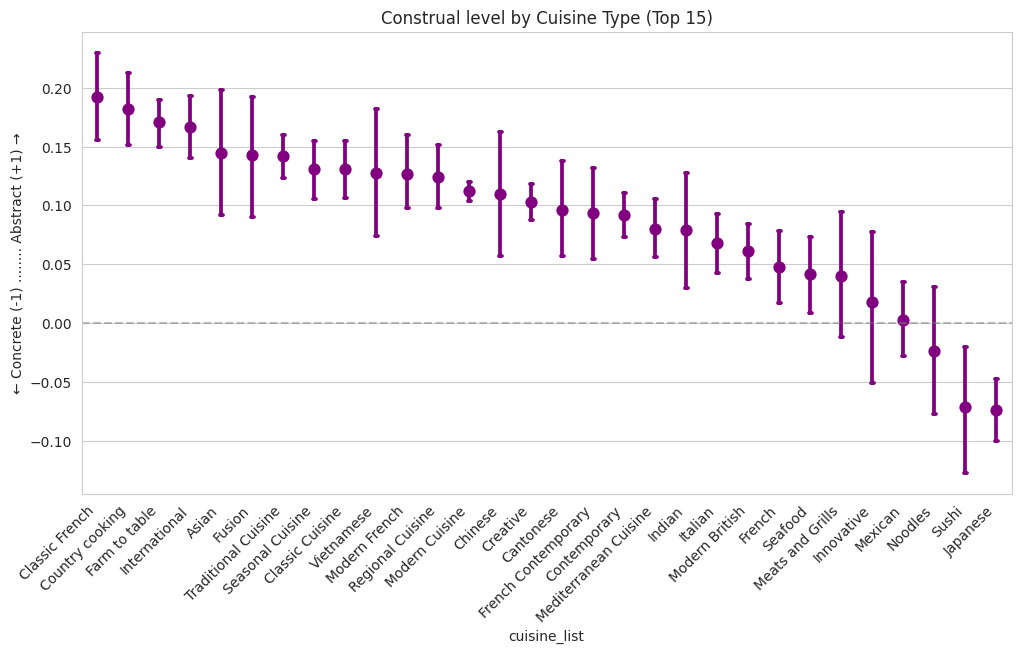 Construal level by Cuisine Type (Top 15)
← Concrete (-1) ........ Abstract (+1) →
0.20
0.15
0.10
0.05
0.00
−0.05
−0.10
Classic French
Country cooking
Farm to table
International
Asian
Fusion
Traditional Cuisine
Seasonal Cuisine
Classic Cuisine
Vietnamese
Modern French
Regional Cuisine
Modern Cuisine
Chinese
Creative
Cantonese
French Contemporary
Contemporary
Mediterranean Cuisine
Indian
Italian
Modern British
French
Seafood
Meats and Grills
Innovative
Mexican
Noodles
Sushi
Japanese
cuisine_list